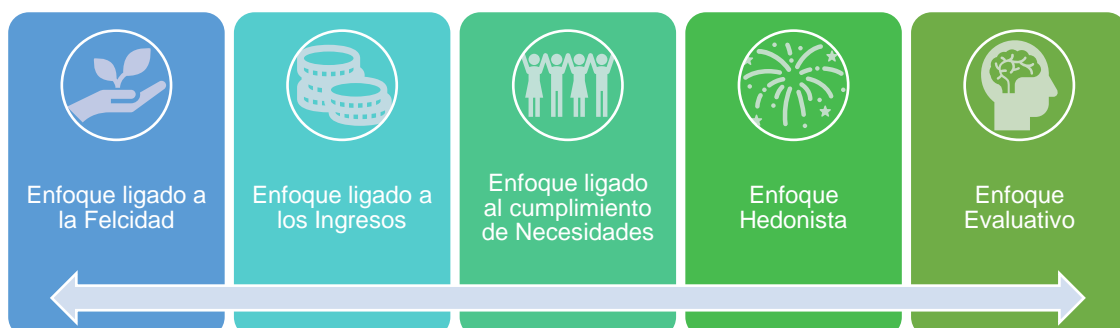 Enfoque ligado a
la Felcidad
Enfoque ligado a
los Ingresos
Enfoque ligado
al cumplimiento
de Necesidades
Enfoque
Hedonista
Enfoque
Evaluativo